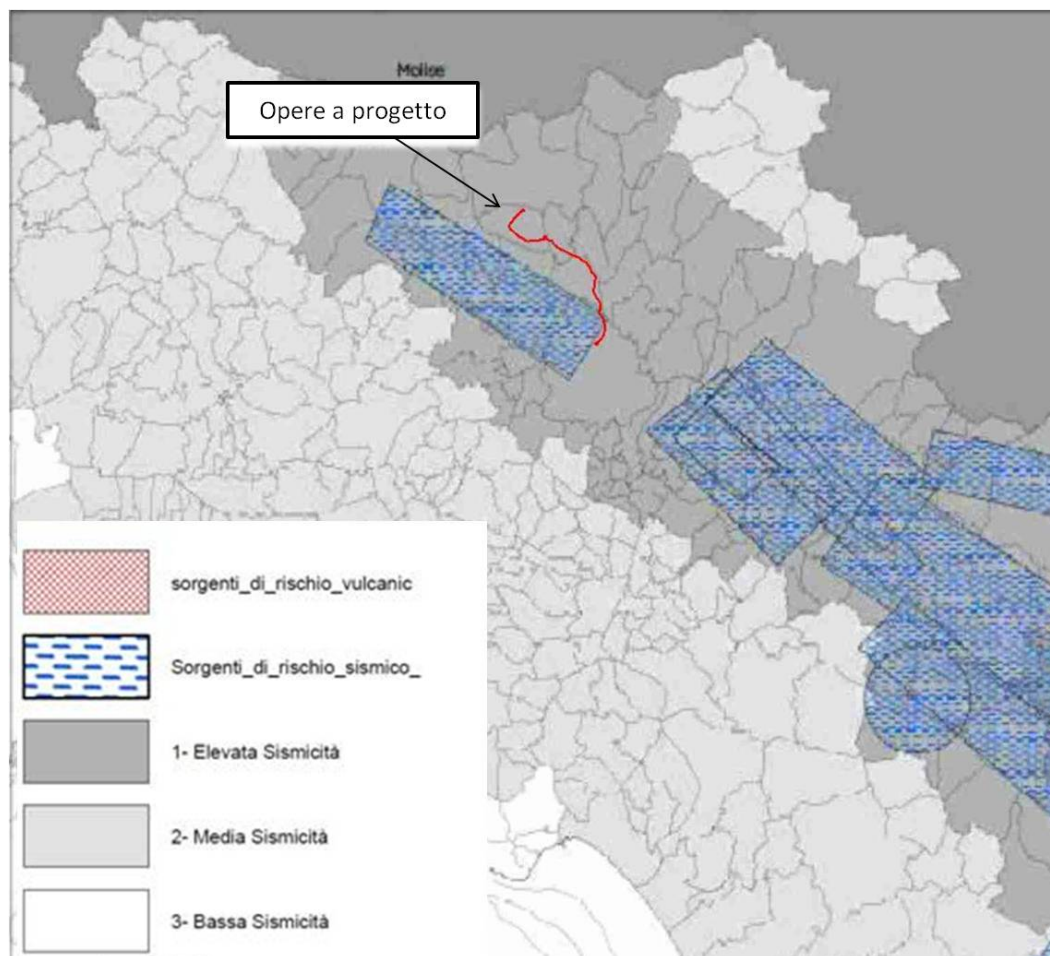 Molise
Opere a progetto
sorgenti_di_rischio_vulcanic
Sorgenti_di_rischio_sismico_
1- Elevata Sismicità
2- Media Sismicità
3- Bassa Sismicità